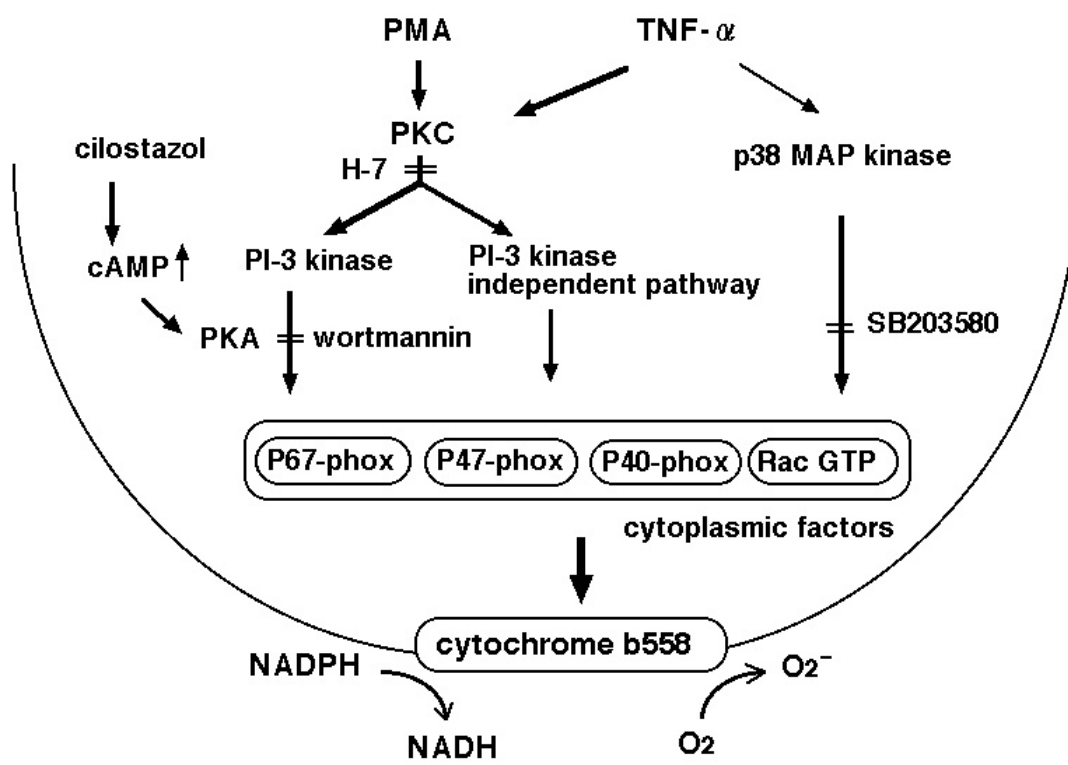 PMA
TNF-α
PKC
H-7
cilostazol
p38 MAP kinase
cAMP
PI-3 kinase
PI-3 kinase
independent pathway
PKA
wortmannin
SB203580
P67-phox
P47-phox
P40-phox
Rac GTP
cytoplasmic factors
cytochrome b558
NADPH
O2⁻
NADH
O2